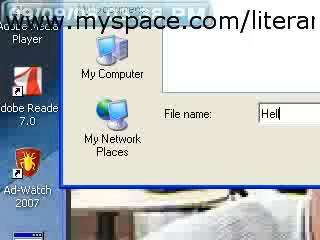 www.myspace.com/literar
Player
My Computer
Adobe Reade
7.0
File name:
Hell
My Network
Places
Ad-Watch
2007